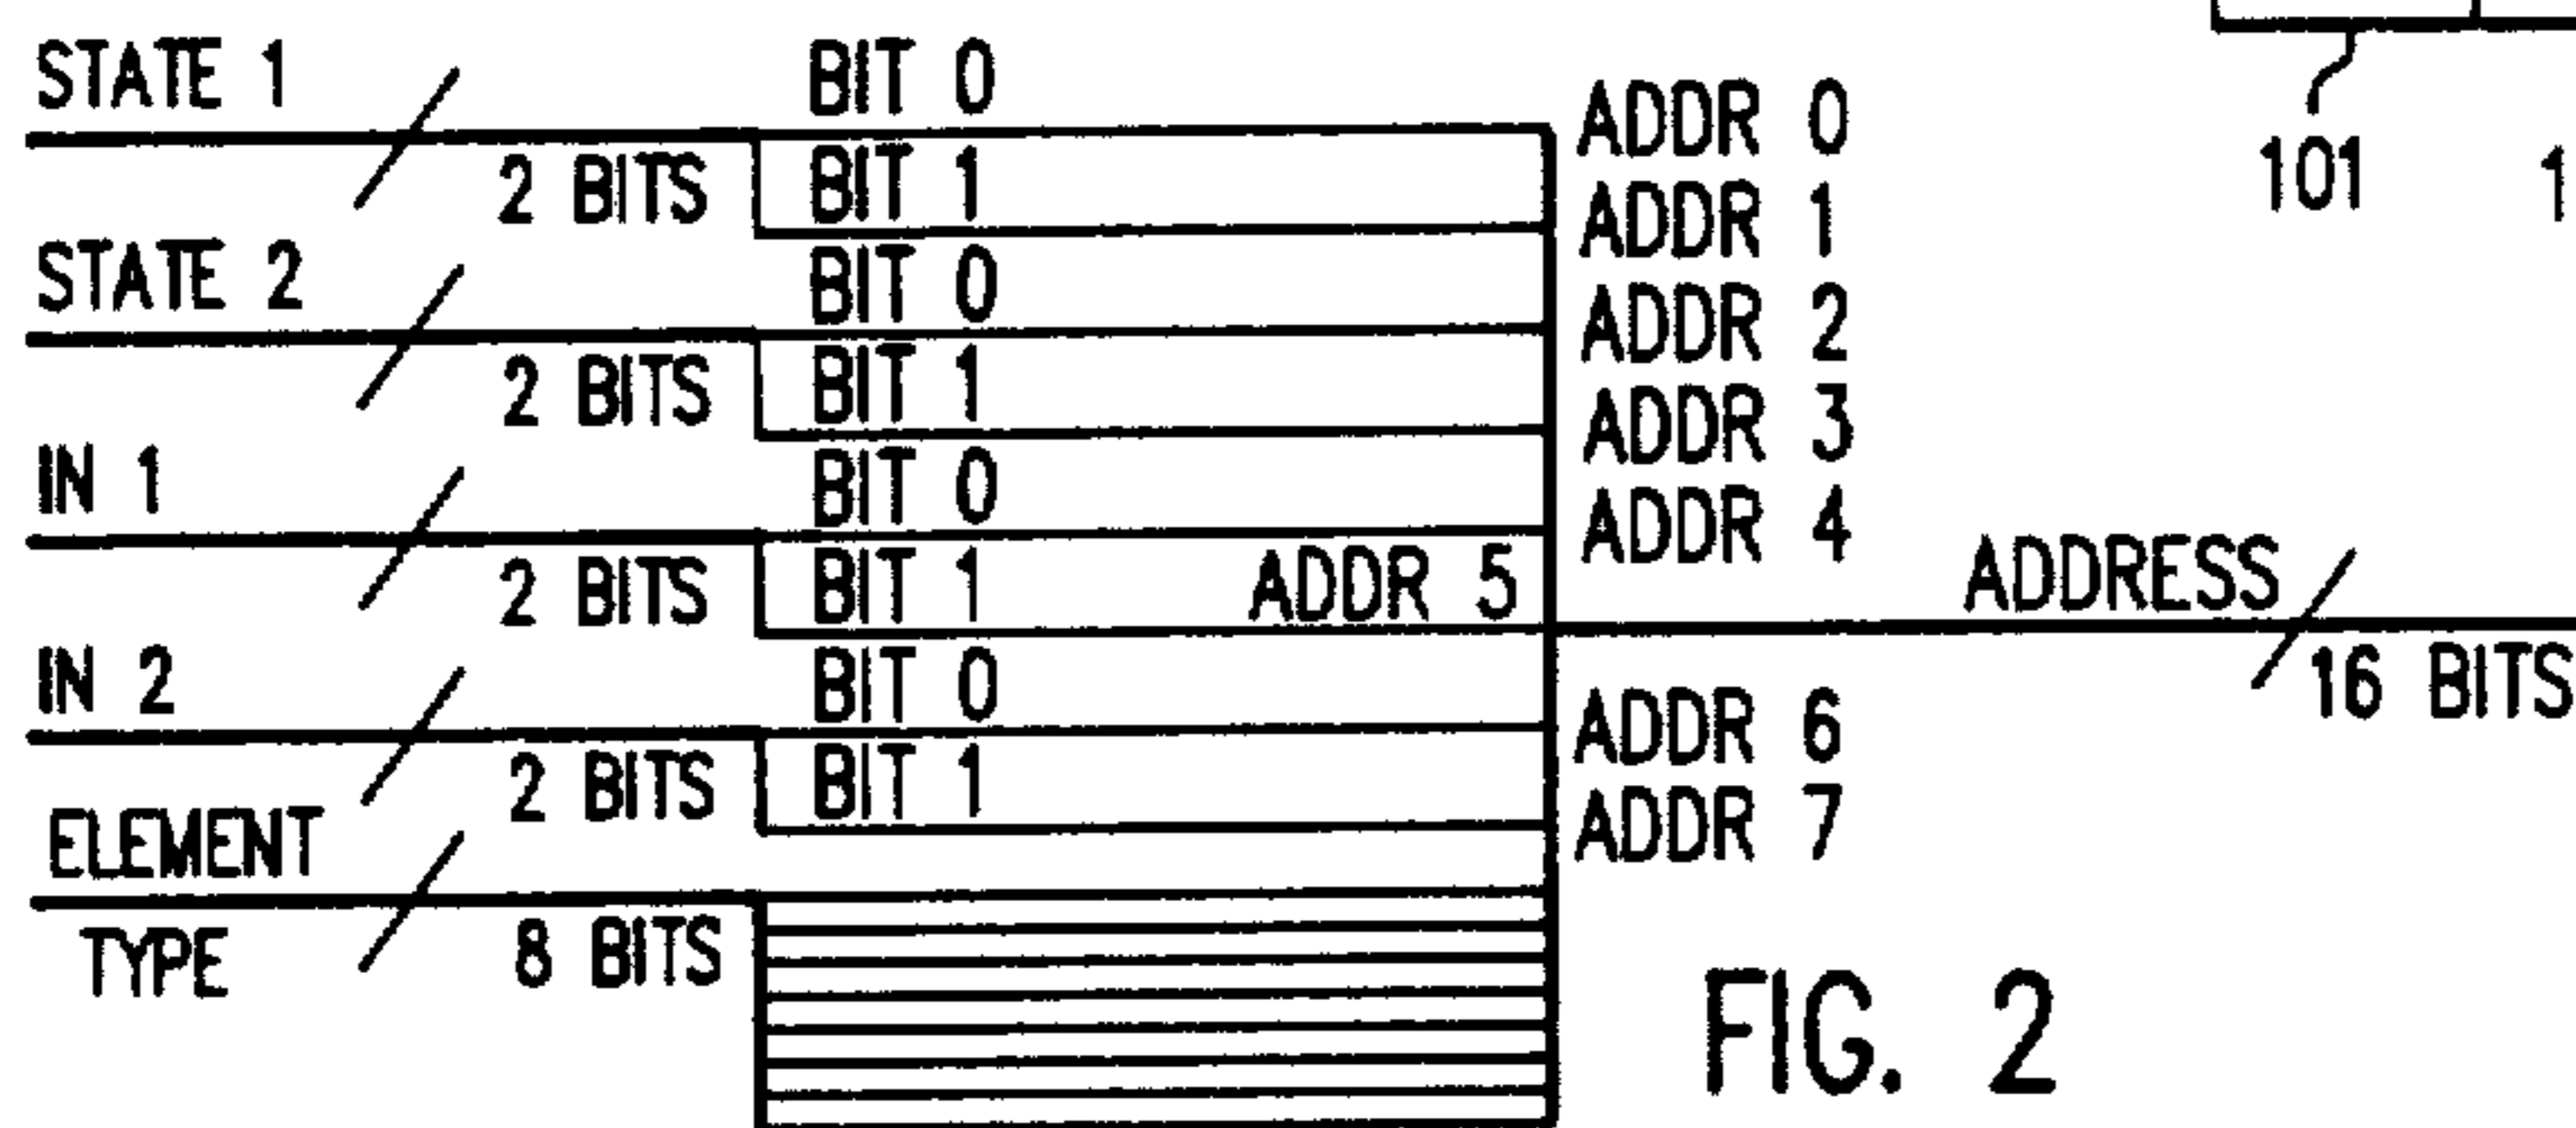 STATE 1
BIT 0
ADDR 0
2 BITS
BIT 1
ADDR 1
101
1
STATE 2
BIT 0
ADDR 2
2 BITS
BIT 1
ADDR 3
IN 1
BIT 0
ADDR 4
2 BITS
BIT 1
ADDR 5
ADDRESS
16 BITS
IN 2
BIT 0
ADDR 6
2 BITS
BIT 1
ADDR 7
ELEMENT
TYPE
8 BITS
FIG. 2